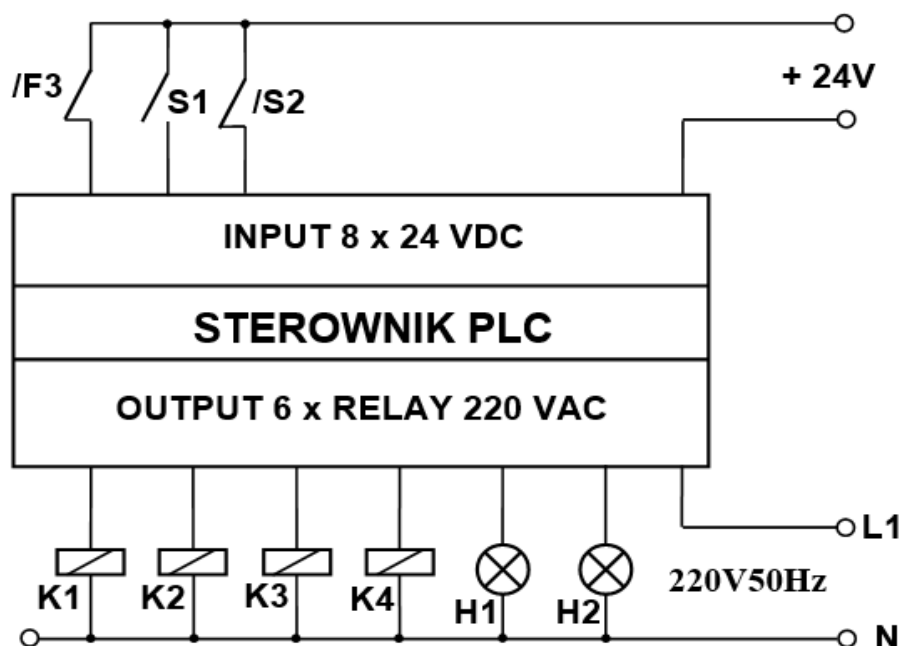 /F3
S1
/S2
+ 24V
INPUT 8 x 24 VDC
STEROWNIK PLC
OUTPUT 6 x RELAY 220 VAC
L1
K1
K2
K3
K4
H1
H2
220V50Hz
N